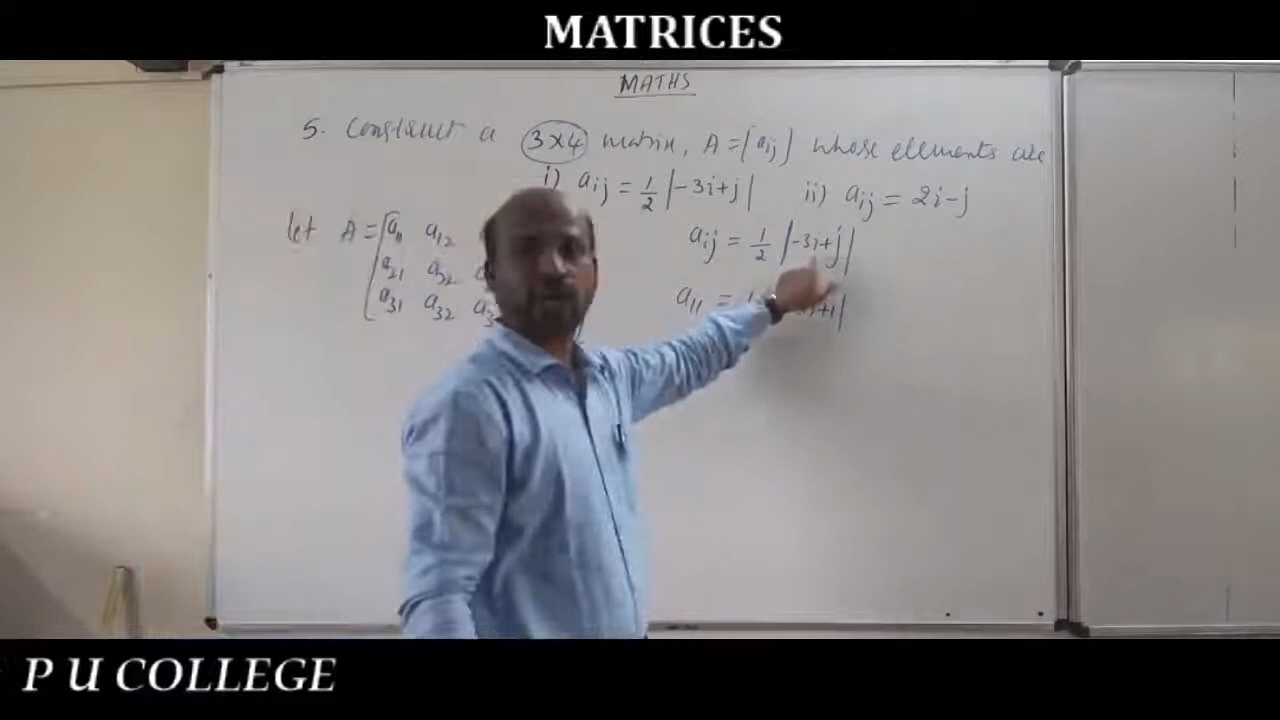 MATRICES
MATHS
5. Construct a 3x4 matrix, A = [aij] whose elements are
i) aij = 1/2 |-3i+j| ii) aij = 2i-j
let A = [a11 a12
a21 a22
a31 a32
aij = 1/2 |-3i+j|
a11 =
P U COLLEGE